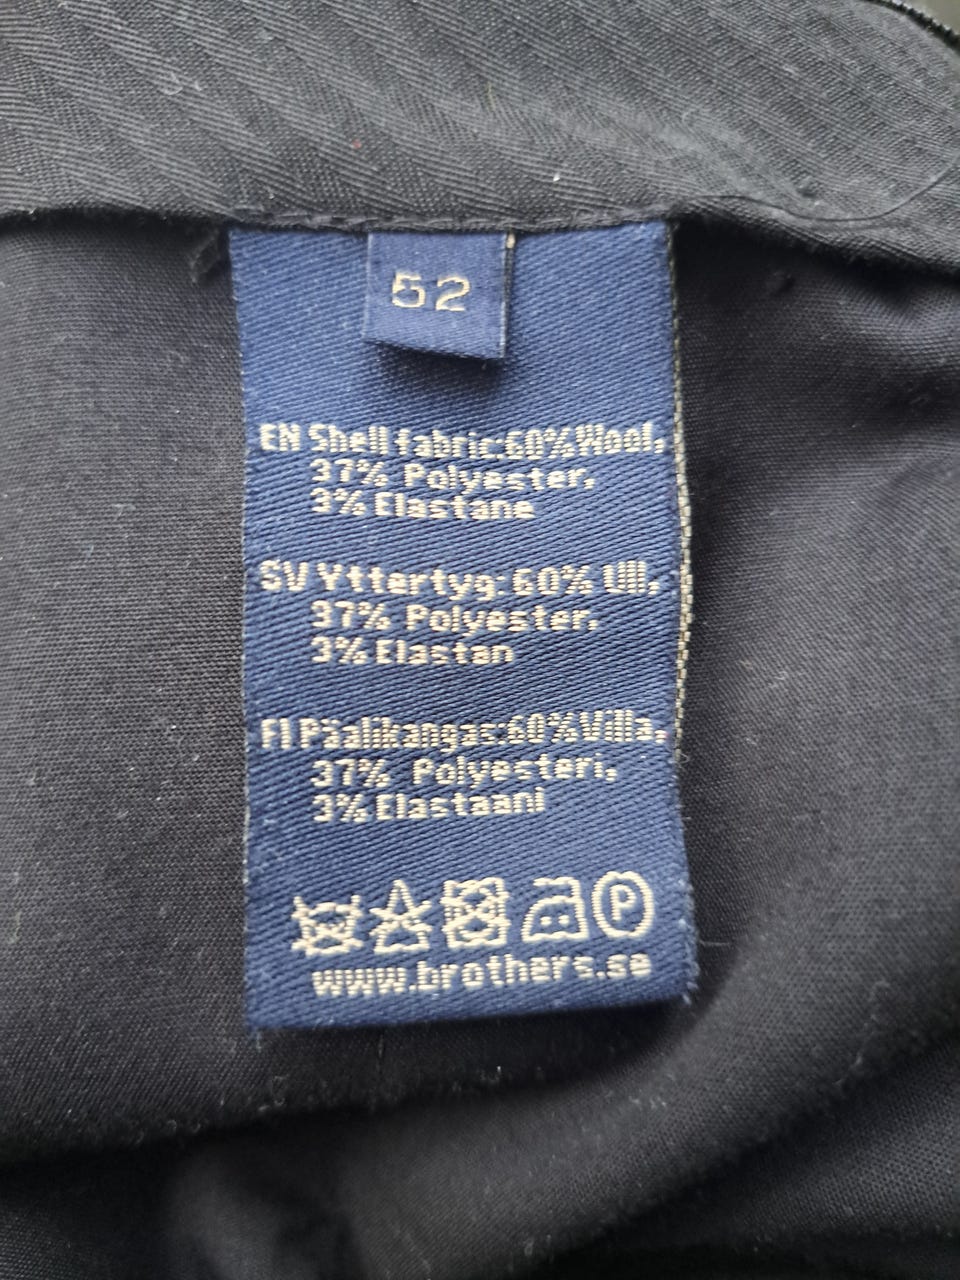 52
EN Shell fabric:60%Wool,
37% Polyester,
3%Elastane
SV Yttertyg: 60% Ull,
37% Polyester,
3%Elastan
FI Päälikangas:60%Villa,
37% Polyesteri,
3%Elastaani
P
www.brothers.se